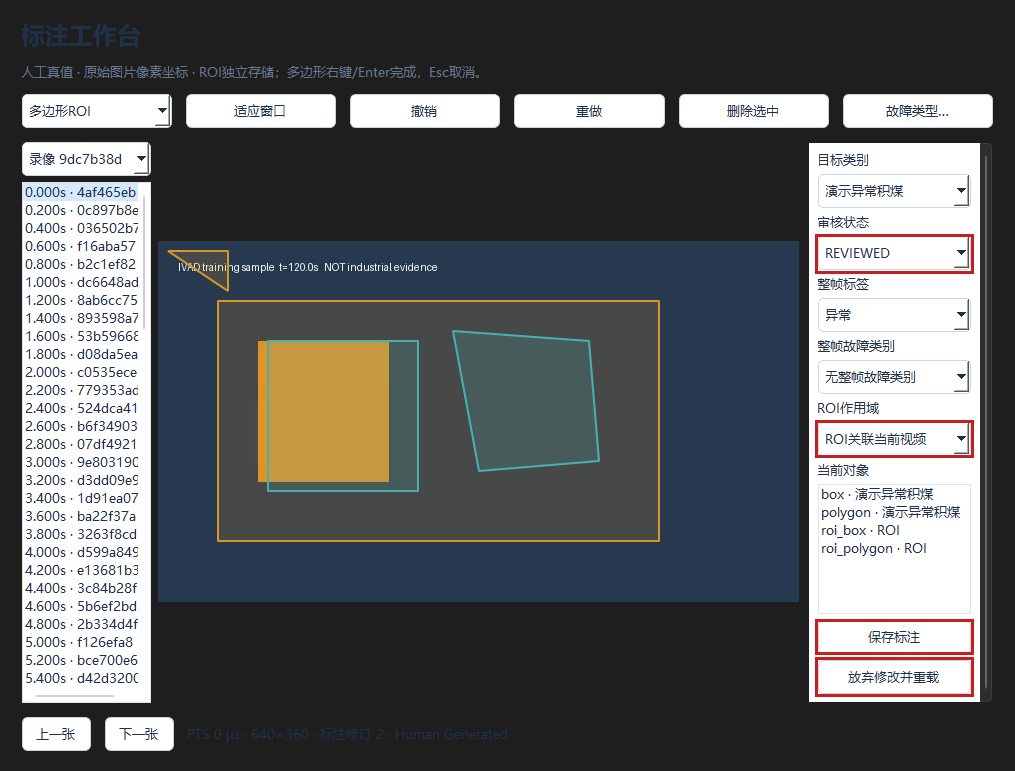 标注工作台
人工真值 · 原始图片像素坐标 · ROI独立存储；多边形右键/Enter完成，Esc取消。
多边形ROI
适应窗口
撤销
重做
删除选中
故障类型...
录像 9dc7b38d
0.000s · 4af465eb
0.200s · 0c897b8e
0.400s · 036502b7
0.600s · f16aba57
0.800s · b2c1ef82
1.000s · dc6648ad
1.200s · 8ab6cc75
1.400s · 893598a7
1.600s · 53b59668
1.800s · d08da5ea
2.000s · c0535ece
2.200s · 779353ad
2.400s · 524dca41
2.600s · b6f34903
2.800s · 07df4921
3.000s · 9e803190
3.200s · d3dd09e9
3.400s · 1d91ea07
3.600s · ba22f37a
3.800s · 3263f8cd
4.000s · d599a849
4.200s · e13681b3
4.400s · 3c84b28f
4.600s · 5b6ef2bd
4.800s · 2b334d4f
5.000s · f126efa8
5.200s · bce700e6
5.400s · d42d3200
IVAD training sample t=120.0s NOT industrial evidence
目标类别
演示异常积煤
审核状态
REVIEWED
整帧标签
异常
整帧故障类别
无整帧故障类别
ROI作用域
ROI关联当前视频
当前对象
box · 演示异常积煤
polygon · 演示异常积煤
roi_box · ROI
roi_polygon · ROI
保存标注
放弃修改并重载
上一张
下一张
PTS 0 µs · 640×360 · 标注修订 2 · Human Generated